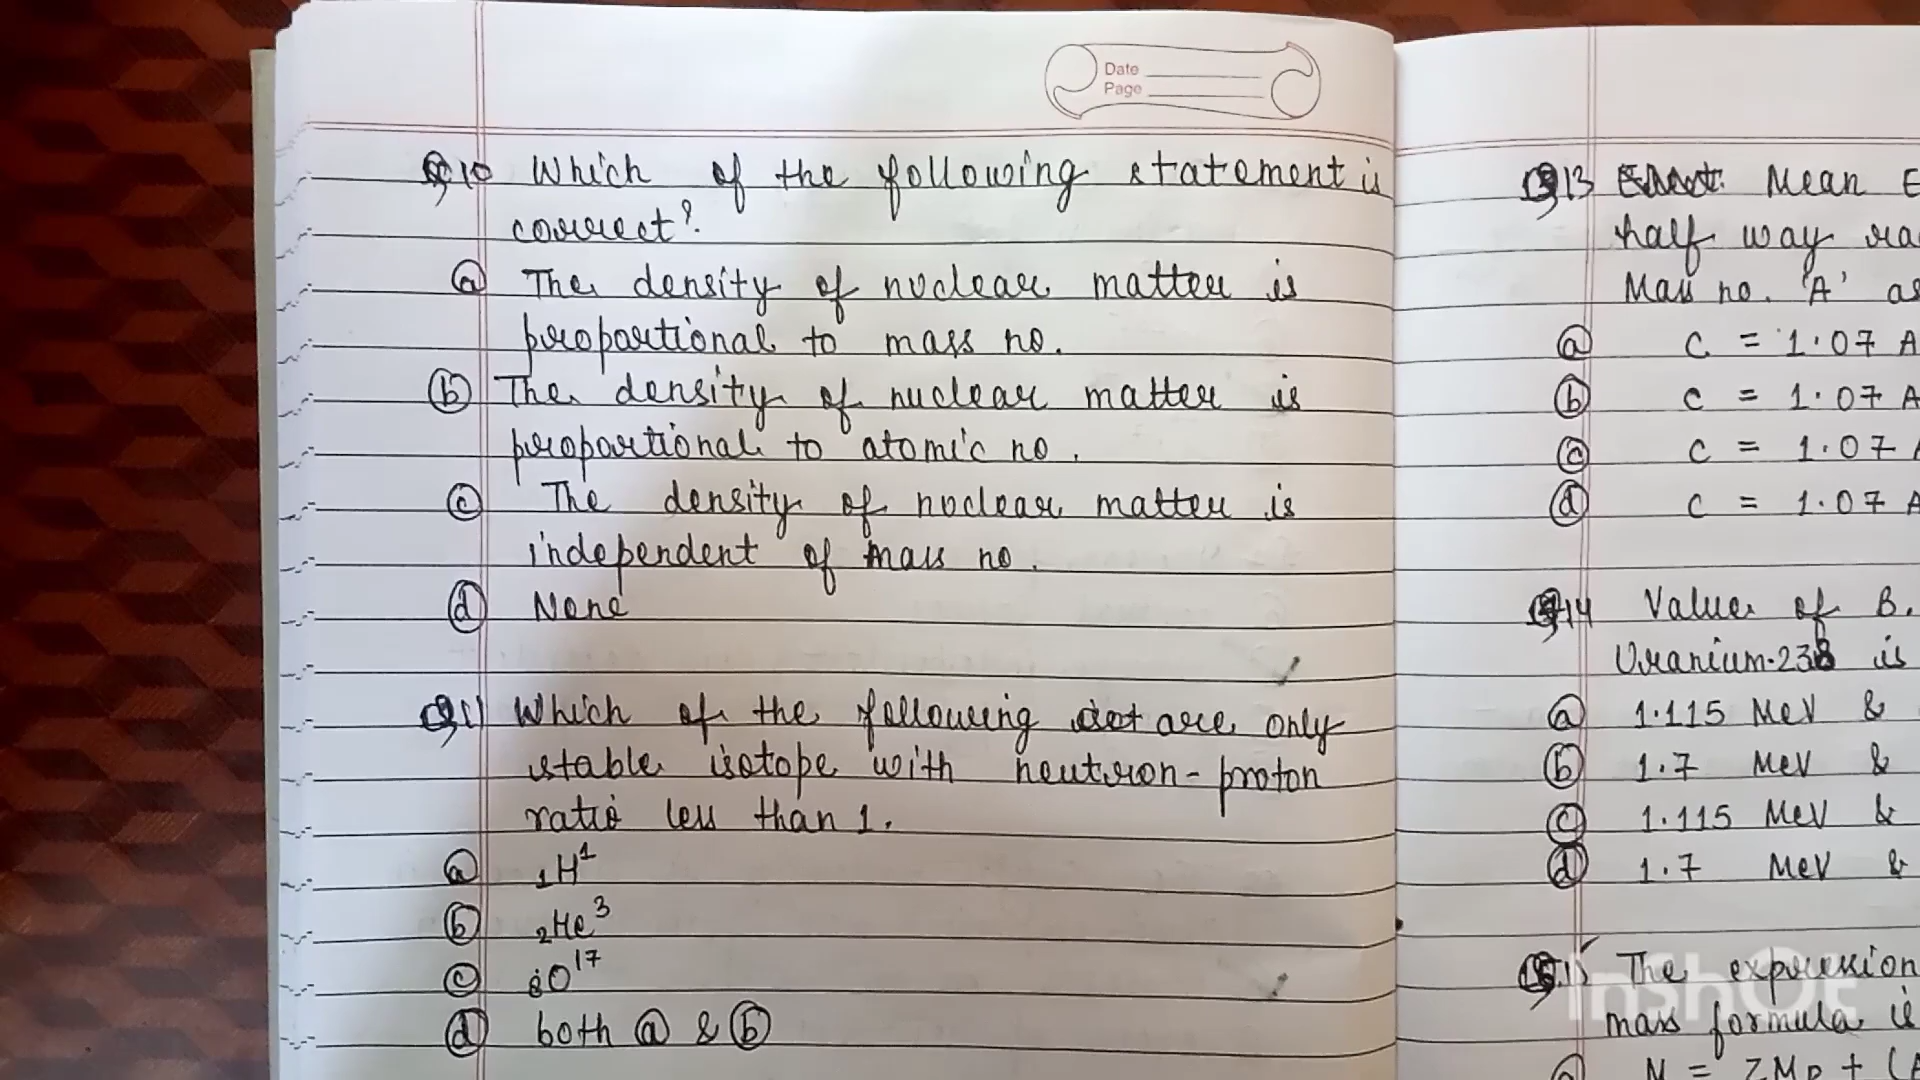 Date
Page
Q10 Which of the following statement is
correct?
(a) The density of nuclear matter is
proportional to mass no.
(b) The density of nuclear matter is
proportional to atomic no.
(c) The density of nuclear matter is
independent of mass no.
(d) None
Q11 Which of the following are only
stable isotope with neutron-proton
ratio less than 1.
(a) ₁H¹
(b) ₂He³
(c) ₈O¹⁷
(d) both (a) & (b)
Q13 Mean E
half way ra
Mass no. 'A' as
(a) C = 1.07 A
(b) C = 1.07 A
(c) C = 1.07 A
(d) C = 1.07 A
Q14 Value of B.
Uranium-238 is
(a) 1.115 MeV &
(b) 1.7 MeV &
(c) 1.115 MeV &
(d) 1.7 MeV &
Q15 The expression
mass formula is
(a) M = ZMp + (A
InShOt